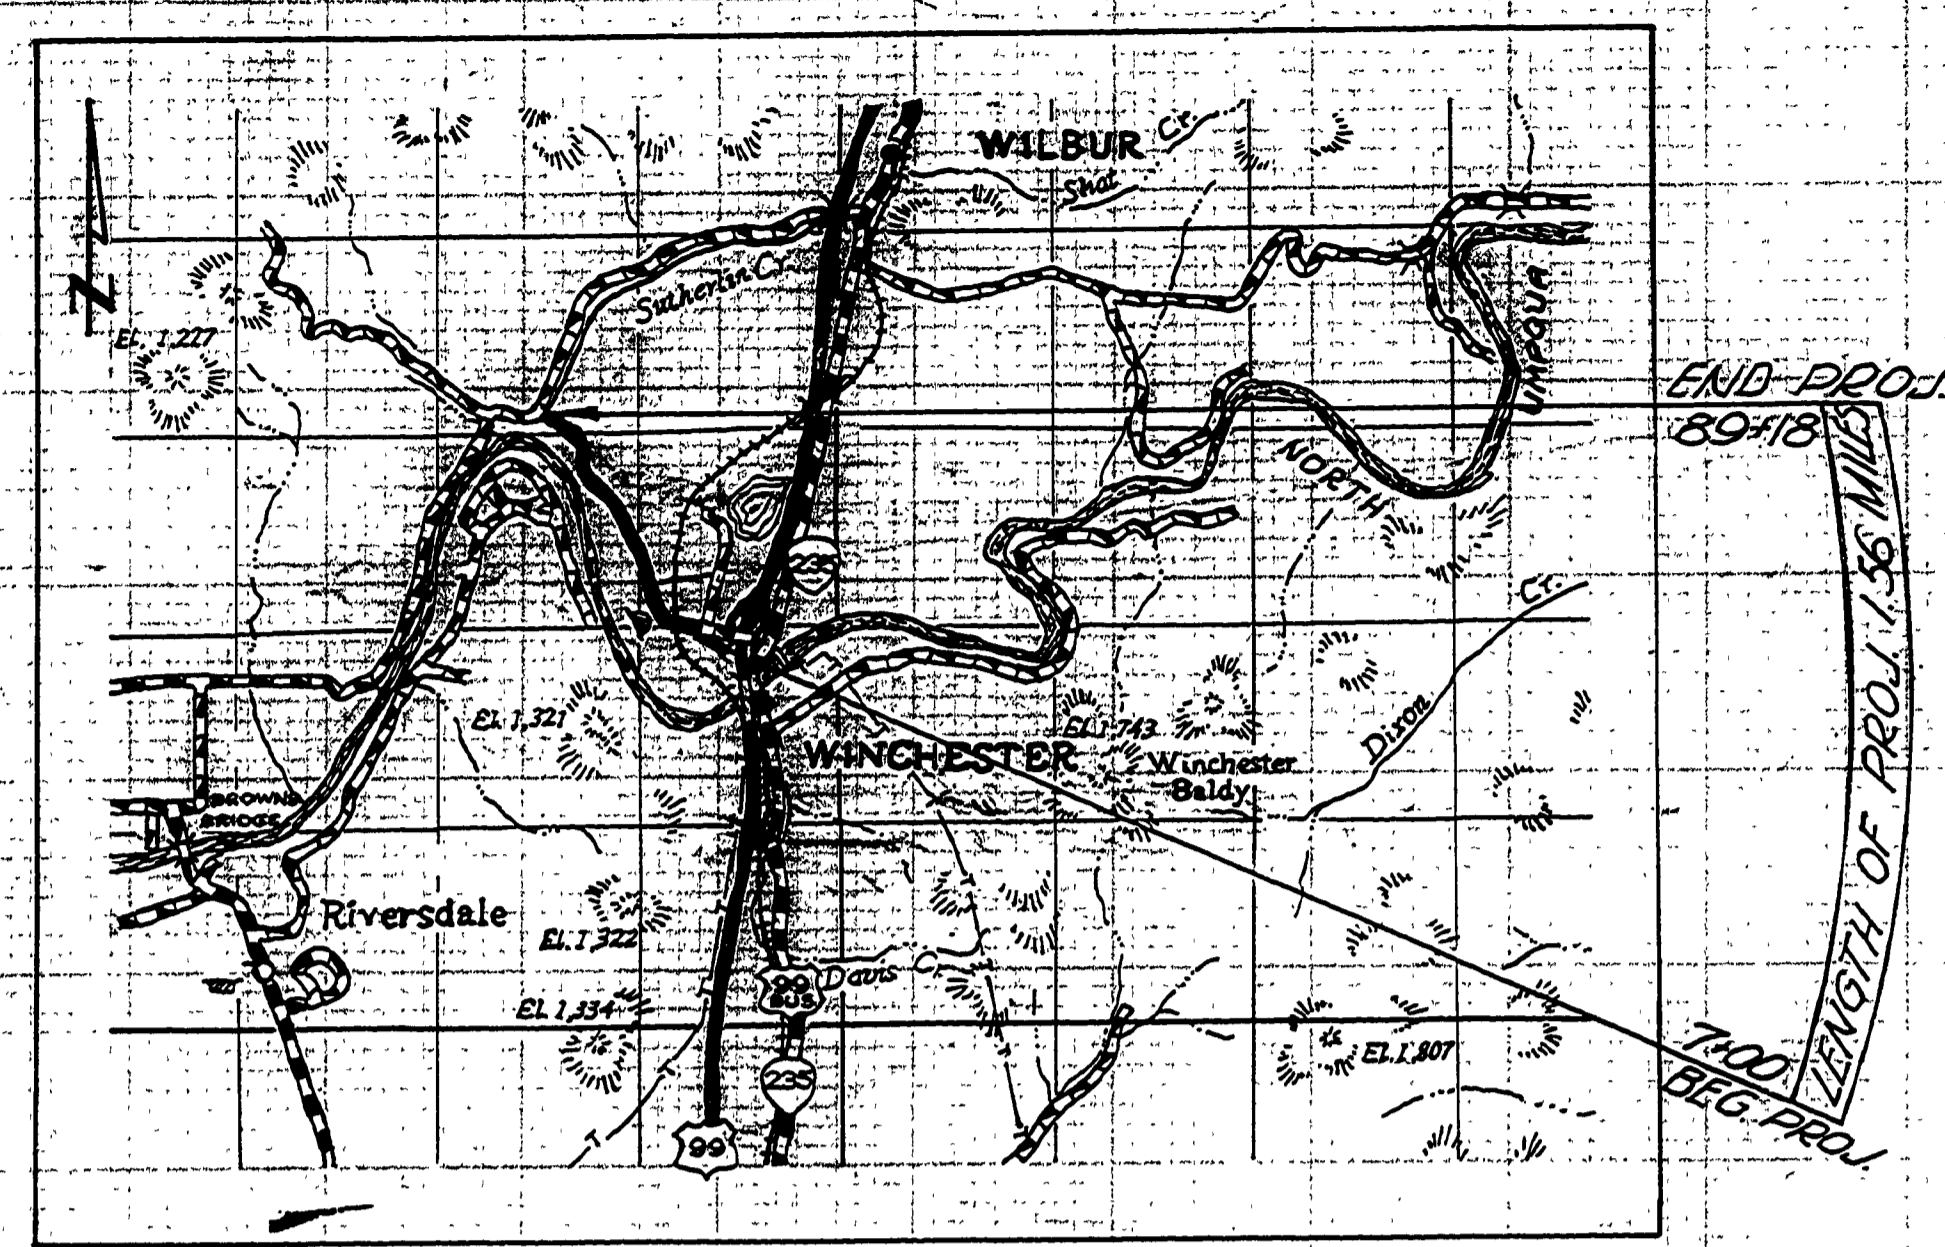 WILBUR
Cr.
Shot
Sutherlin Cr.
N
EL. 1,227
UMPQUA
END PROJ.
89+18
NORTH
235
LENGTH OF PROJ. 1.56 MILES
Cr.
Dixon
EL. 1,321
EL. 1,743
WINCHESTER
Winchester
Baldy
BROWNS
BRIDGE
Riversdale
EL. 1,322
Davis Cr.
99
BUS
EL. 1,334
EL. 1,807
7+00
BEG. PROJ.
235
99
T
T
T
T
T